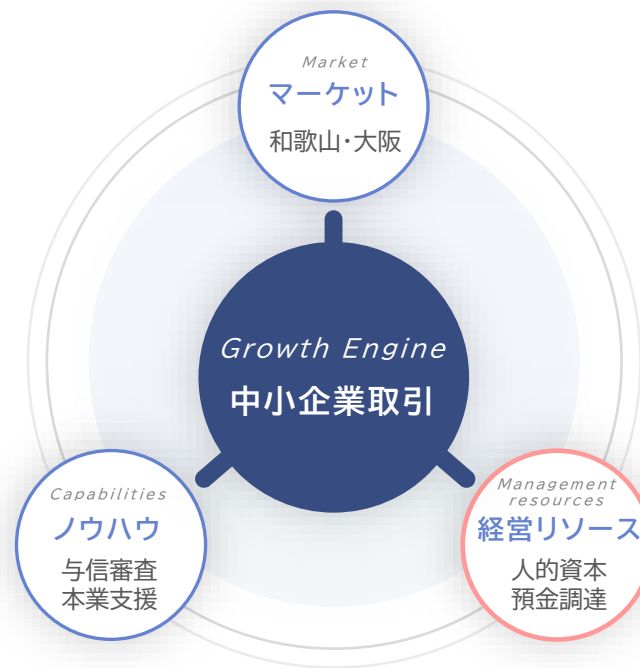 Market
マーケット
和歌山・大阪
Growth Engine
中小企業取引
Capabilities
ノウハウ
与信審査
本業支援
Management
resources
経営リソース
人的資本
預金調達